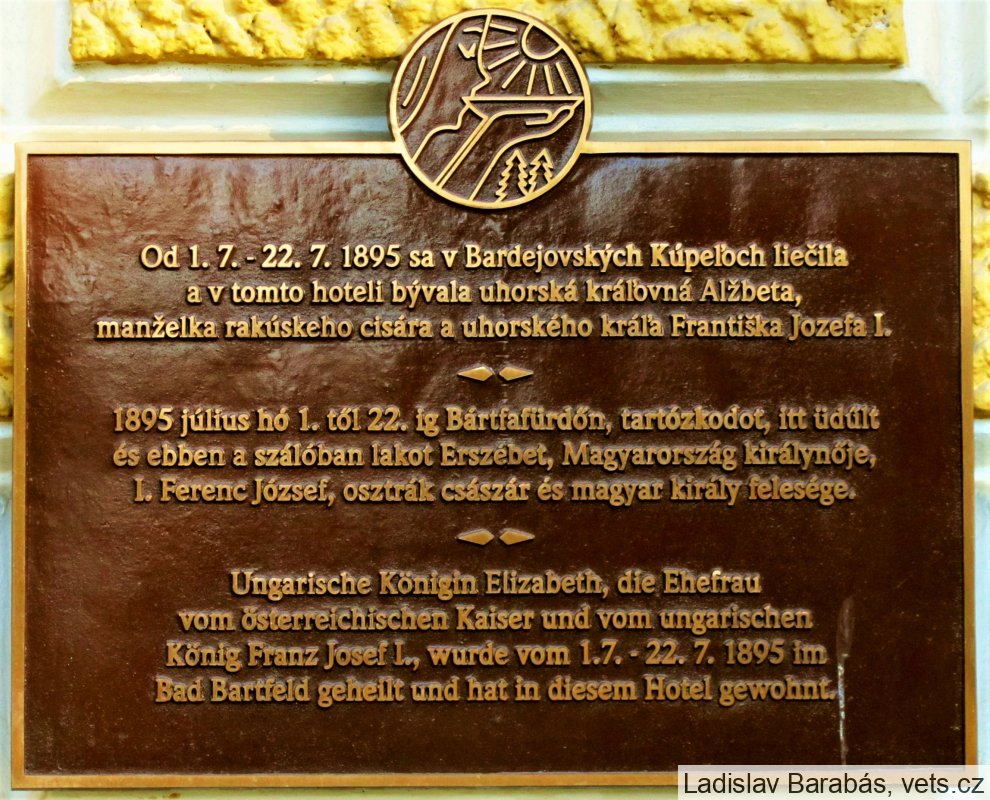 Od 1. 7. - 22. 7. 1895 sa v Bardejovských Kúpeľoch liečila
a v tomto hoteli bývala uhorská kráľovná Alžbeta,
manželka rakúskeho cisára a uhorského kráľa Františka Jozefa I.
1895 július hó 1. től 22. ig Bártfafürdőn, tartózkodot, itt üdűlt
és ebben a szálóban lakot Erszébet, Magyarország királynője,
I. Ferenc József, osztrák császár és magyar király felesége.
Ungarische Königin Elizabeth, die Ehefrau
vom österreichischen Kaiser und vom ungarischen
König Franz Josef I., wurde vom 1.7. - 22. 7. 1895 im
Bad Bartfeld geheilt und hat in diesem Hotel gewohnt.
Ladislav Barabás, vets.cz